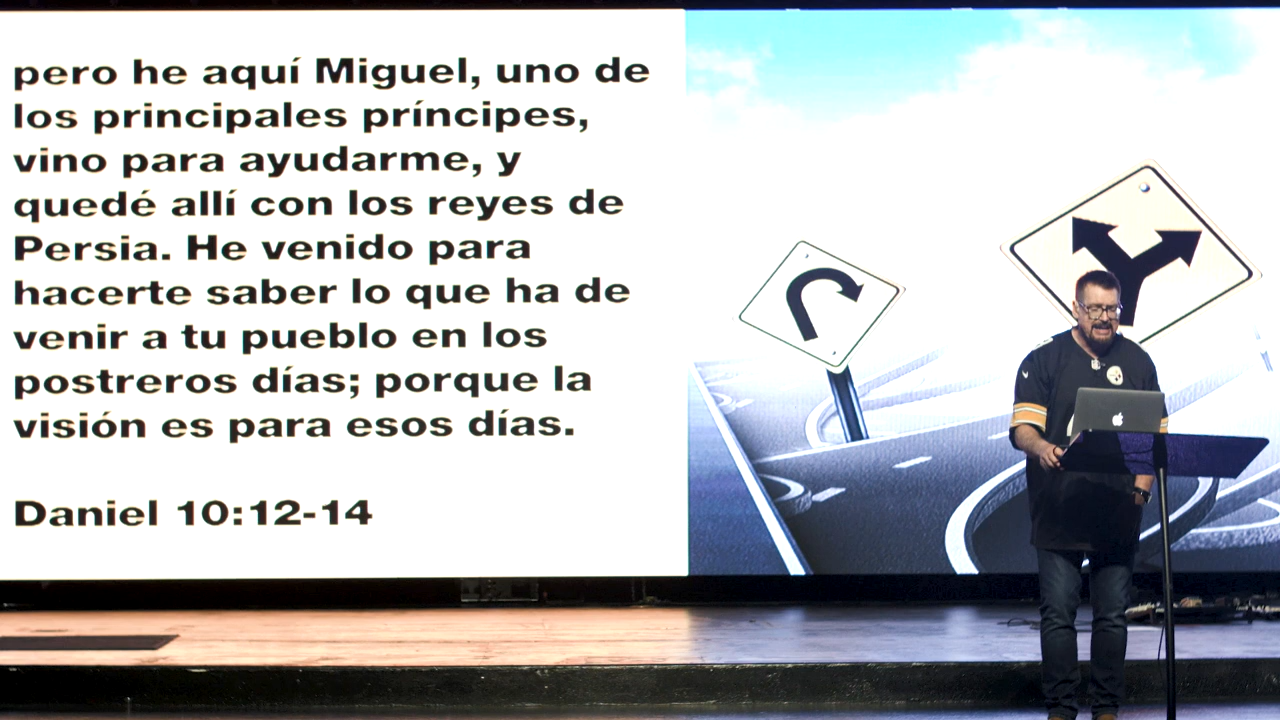 pero he aquí Miguel, uno de
los principales príncipes,
vino para ayudarme, y
quedé allí con los reyes de
Persia. He venido para
hacerte saber lo que ha de
venir a tu pueblo en los
postreros días; porque la
visión es para esos días.
Daniel 10:12-14